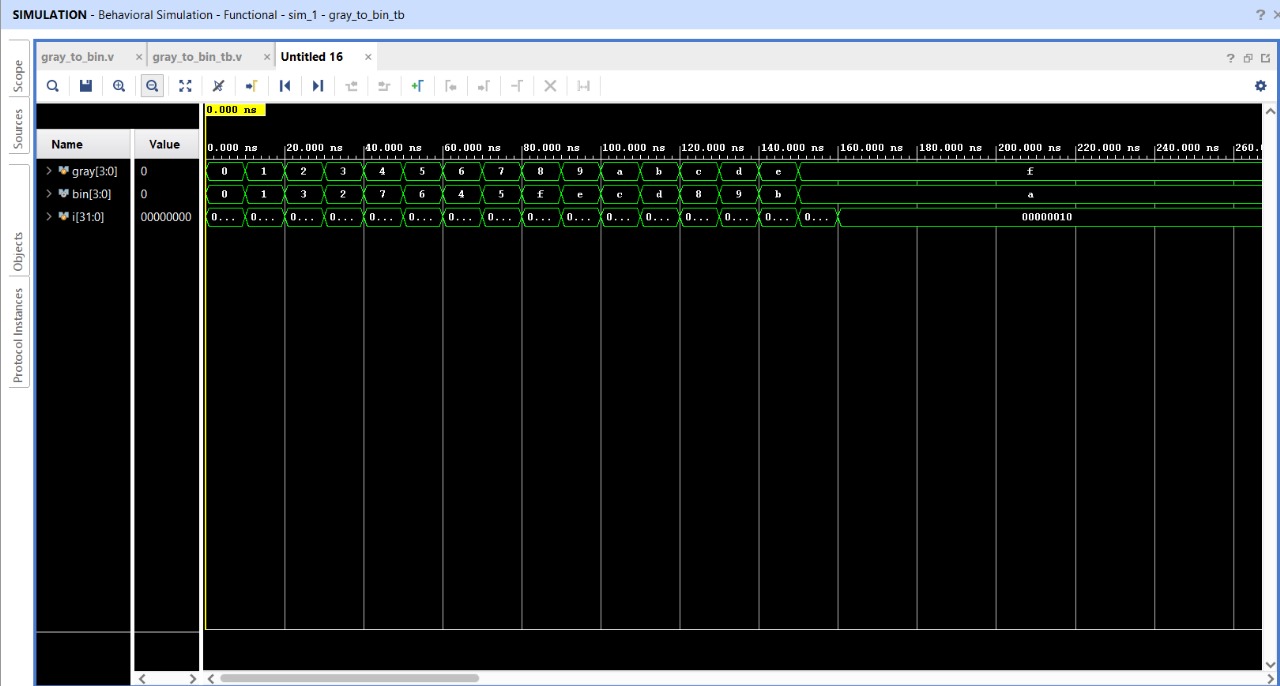 SIMULATION - Behavioral Simulation - Functional - sim_1 - gray_to_bin_tb ? ×
gray_to_bin.v × gray_to_bin_tb.v × Untitled 16 × ?
Scope
Sources
Objects
Protocol Instances
0.000 ns
Name Value
0.000 ns 20.000 ns 40.000 ns 60.000 ns 80.000 ns 100.000 ns 120.000 ns 140.000 ns 160.000 ns 180.000 ns 200.000 ns 220.000 ns 240.000 ns 260.
gray[3:0] 0 0 1 2 3 4 5 6 7 8 9 a b c d e f
bin[3:0] 0 0 1 3 2 7 6 4 5 f e c d 8 9 b a
i[31:0] 00000000 0... 0... 0... 0... 0... 0... 0... 0... 0... 0... 0... 0... 0... 0... 0... 0... 00000010